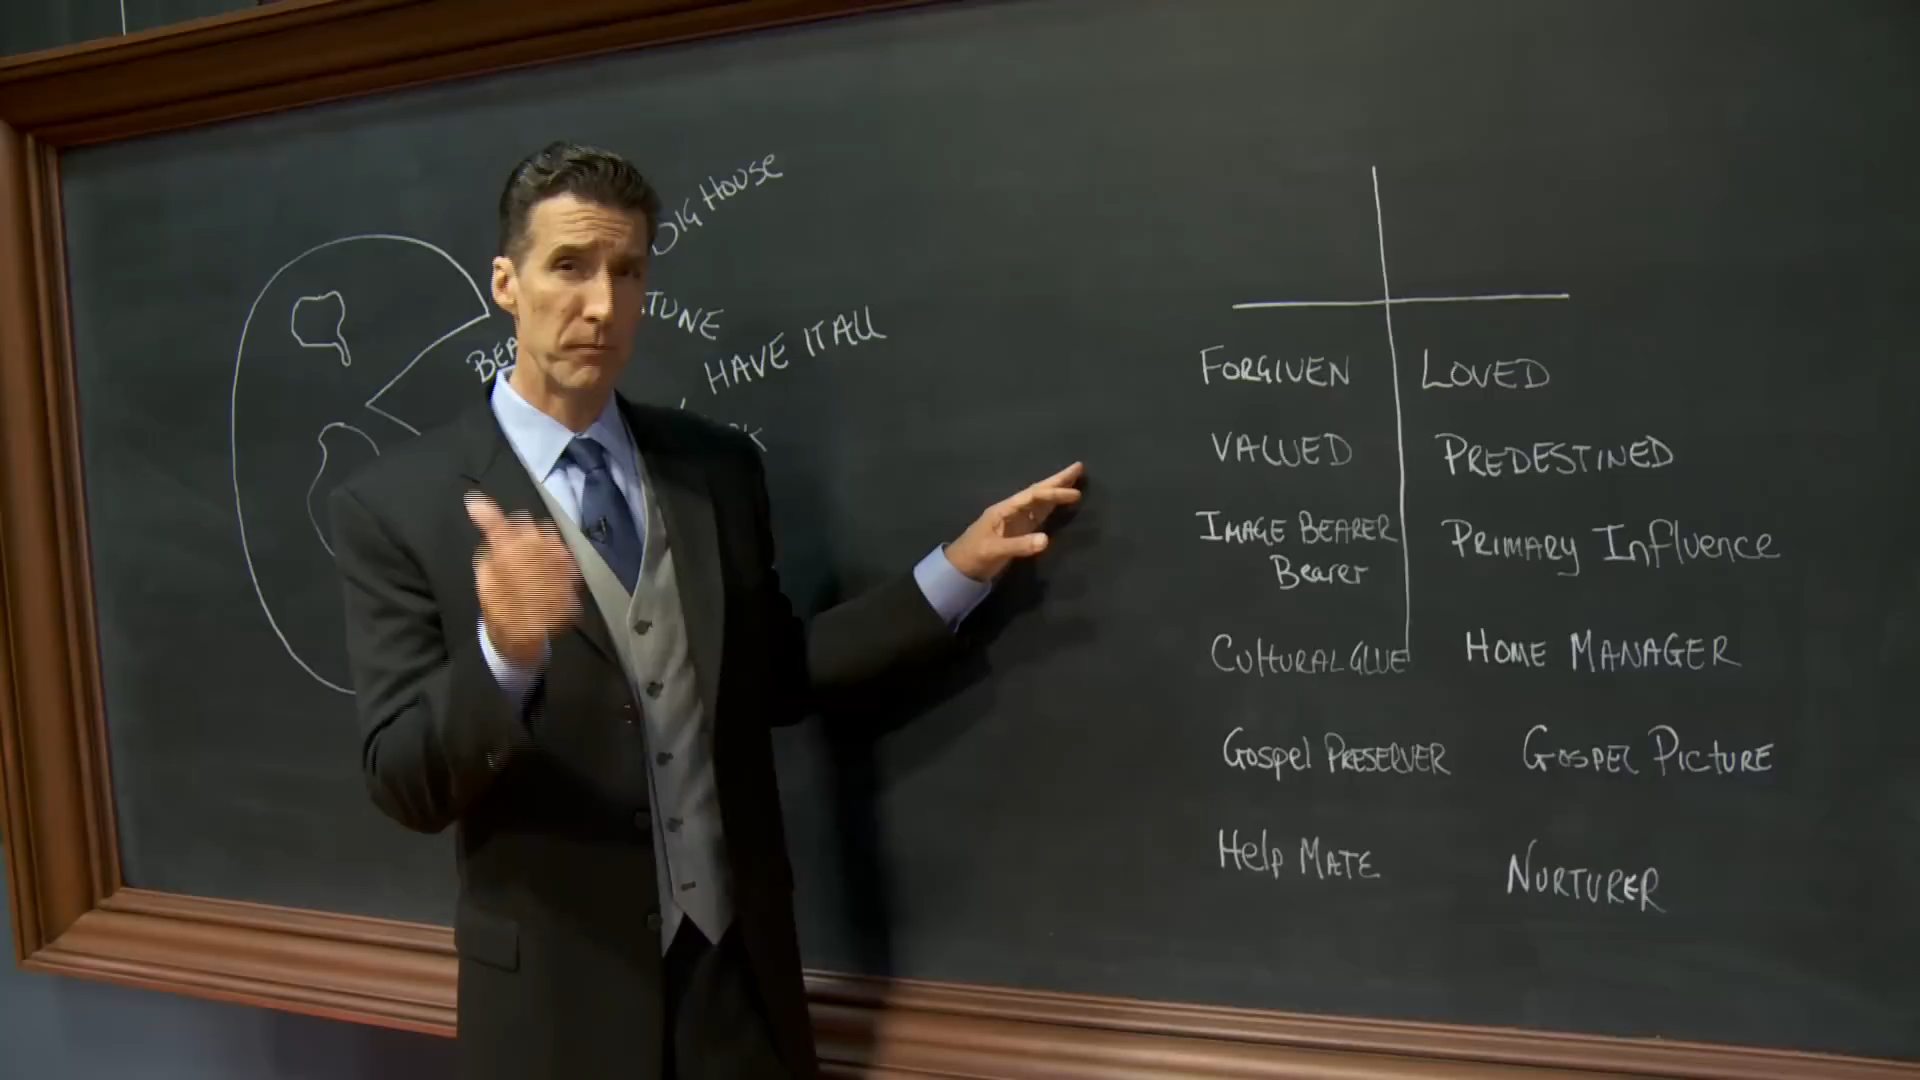 BIG HOUSE
HAVE IT ALL
FORGIVEN LOVED
VALUED PREDESTINED
IMAGE BEARER PRIMARY INFLUENCE
Bearer
CULTURAL GLUE HOME MANAGER
GOSPEL PRESERVER GOSPEL PICTURE
Help MATE NURTURER